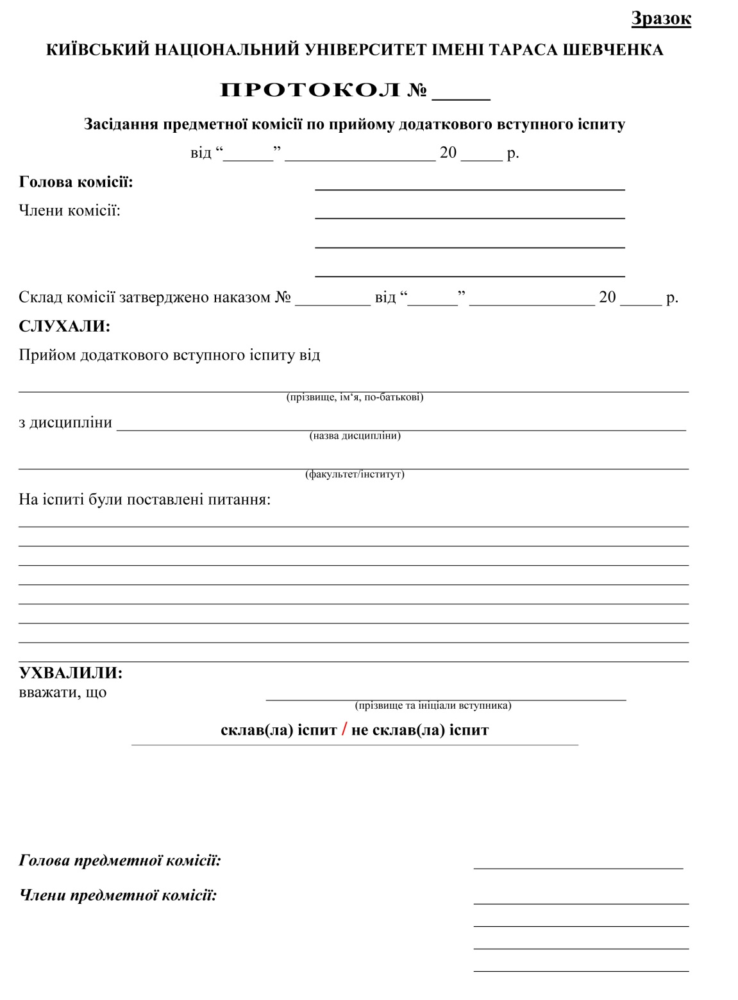 Зразок
КИЇВСЬКИЙ НАЦІОНАЛЬНИЙ УНІВЕРСИТЕТ ІМЕНІ ТАРАСА ШЕВЧЕНКА
ПРОТОКОЛ № ______
Засідання предметної комісії по прийому додаткового вступного іспиту
від “______” __________________ 20 _____ р.
Голова комісії:
Члени комісії:
Склад комісії затверджено наказом № _________ від “______” _______________ 20 _____ р.
СЛУХАЛИ:
Прийом додаткового вступного іспиту від
(прізвище, ім‘я, по-батькові)
з дисципліни ____________________________________________________________________
(назва дисципліни)
(факультет/інститут)
На іспиті були поставлені питання:
УХВАЛИЛИ:
вважати, що
(прізвище та ініціали вступника)
склав(ла) іспит / не склав(ла) іспит
Голова предметної комісії:
Члени предметної комісії: